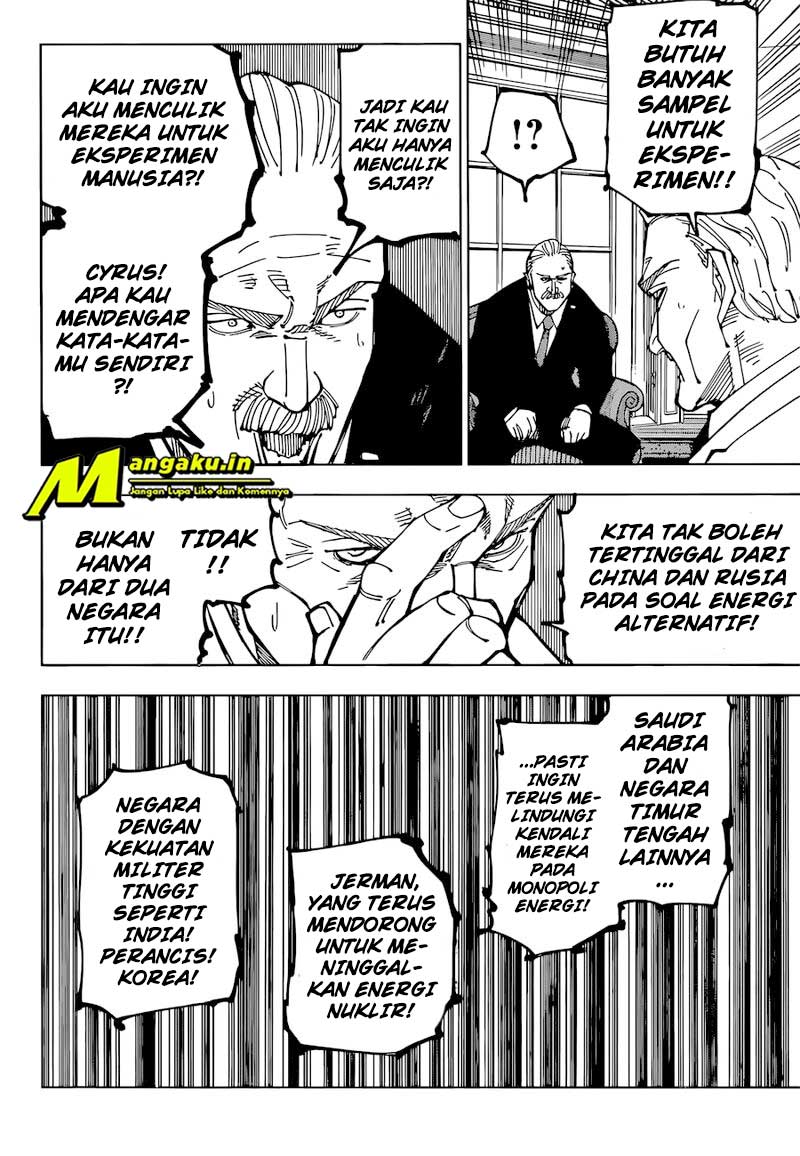 KITA
BUTUH
BANYAK
SAMPEL
UNTUK
EKSPE-
RIMEN!!
!?
JADI KAU
TAK INGIN
AKU HANYA
MENCULIK
SAJA?!
KAU INGIN
AKU MENCULIK
MEREKA UNTUK
EKSPERIMEN
MANUSIA?!
CYRUS!
APA KAU
MENDENGAR
KATA-KATA-
MU SENDIRI
?!
Mangaku.in
Jangan Lupa Like dan Komennya
KITA TAK BOLEH
TERTINGGAL DARI
CHINA DAN RUSIA
PADA SOAL ENERGI
ALTERNATIF!
TIDAK
!!
BUKAN
HANYA
DARI DUA
NEGARA
ITU!!
SAUDI
ARABIA
DAN
NEGARA
TIMUR
TENGAH
LAINNYA
...
...PASTI
INGIN
TERUS ME-
LINDUNGI
KENDALI
MEREKA
PADA
MONOPOLI
ENERGI!
JERMAN,
YANG TERUS
MENDORONG
UNTUK ME-
NINGGAL-
KAN ENERGI
NUKLIR!
NEGARA
DENGAN
KEKUATAN
MILITER
TINGGI
SEPERTI
INDIA!
PERANCIS!
KOREA!